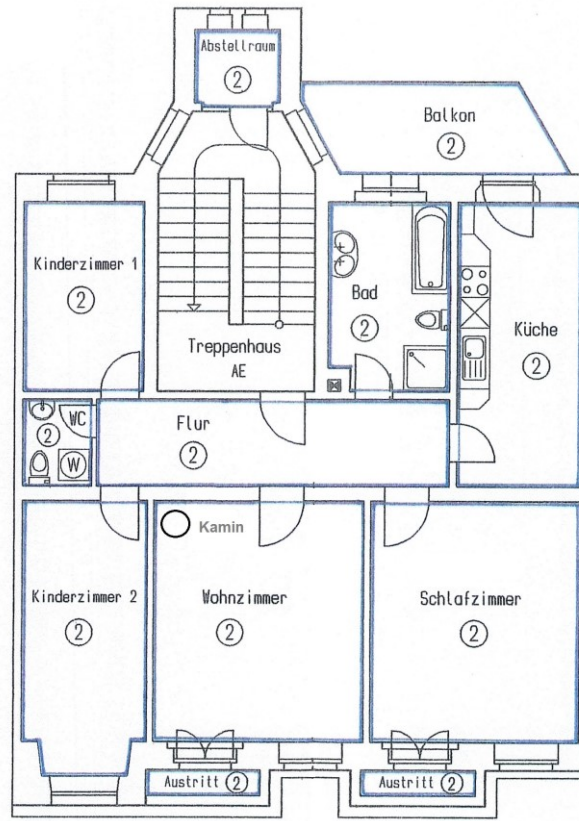 Abstellraum
2
Balkon
2
Kinderzimmer 1
2
Bad
2
Küche
2
Treppenhaus
AE
WC
2
W
Flur
2
Kamin
Kinderzimmer 2
2
Wohnzimmer
2
Schlafzimmer
2
Austritt 2
Austritt 2